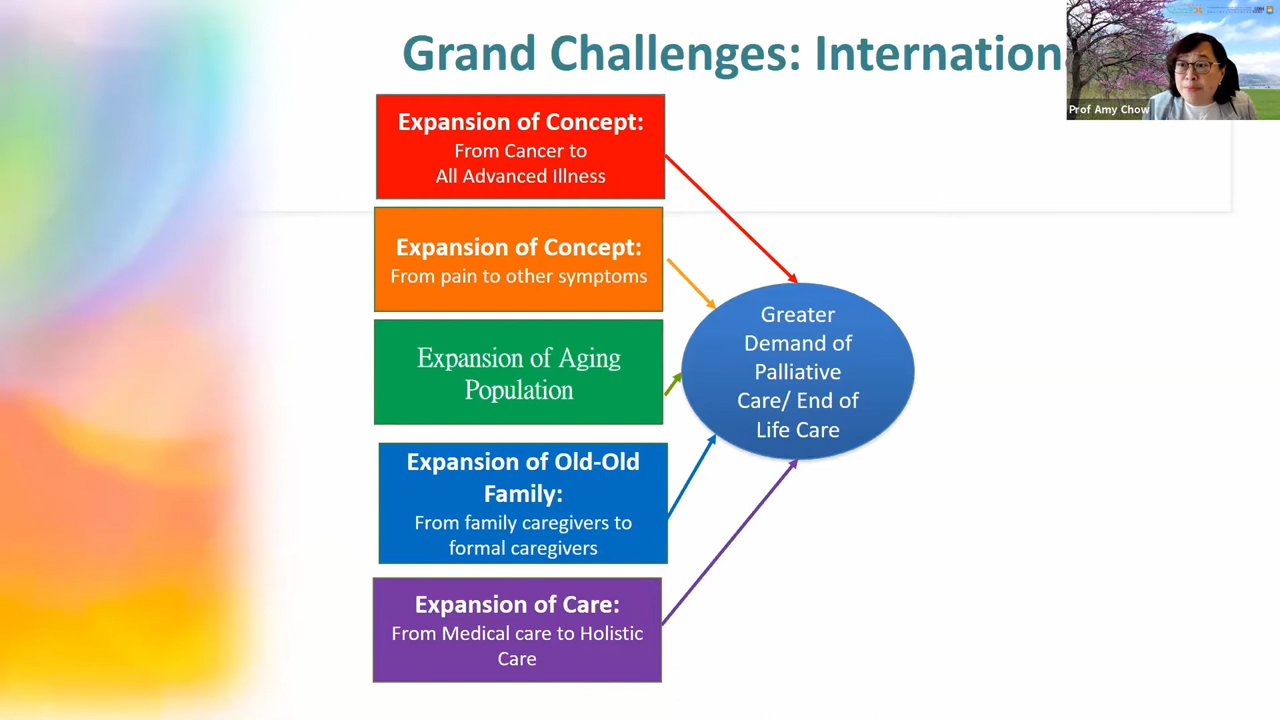 Grand Challenges: Internation
Prof Amy Chow
Expansion of Concept:
From Cancer to
All Advanced Illness
Expansion of Concept:
From pain to other symptoms
Expansion of Aging
Population
Expansion of Old-Old
Family:
From family caregivers to
formal caregivers
Expansion of Care:
From Medical care to Holistic
Care
Greater
Demand of
Palliative
Care/ End of
Life Care